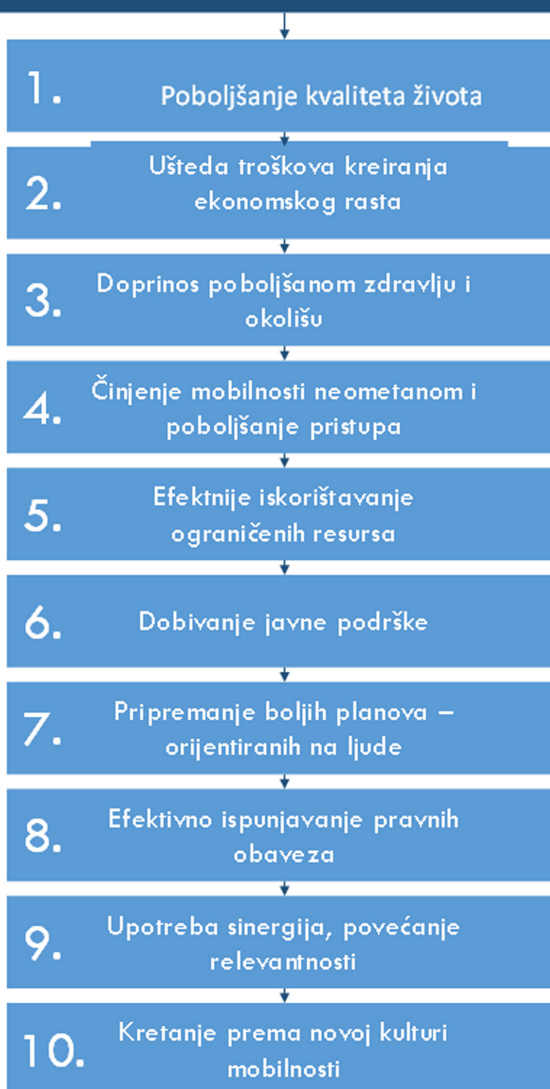 1. Poboljšanje kvaliteta života
2. Ušteda troškova kreiranja
ekonomskog rasta
3. Doprinos poboljšanom zdravlju i
okolišu
4. Činjenje mobilnosti neometanom i
poboljšanje pristupa
5. Efektnije iskorištavanje
ograničenih resursa
6. Dobivanje javne podrške
7. Pripremanje boljih planova –
orijentiranih na ljude
8. Efektivno ispunjavanje pravnih
obaveza
9. Upotreba sinergija, povećanje
relevantnosti
10. Kretanje prema novoj kulturi
mobilnosti